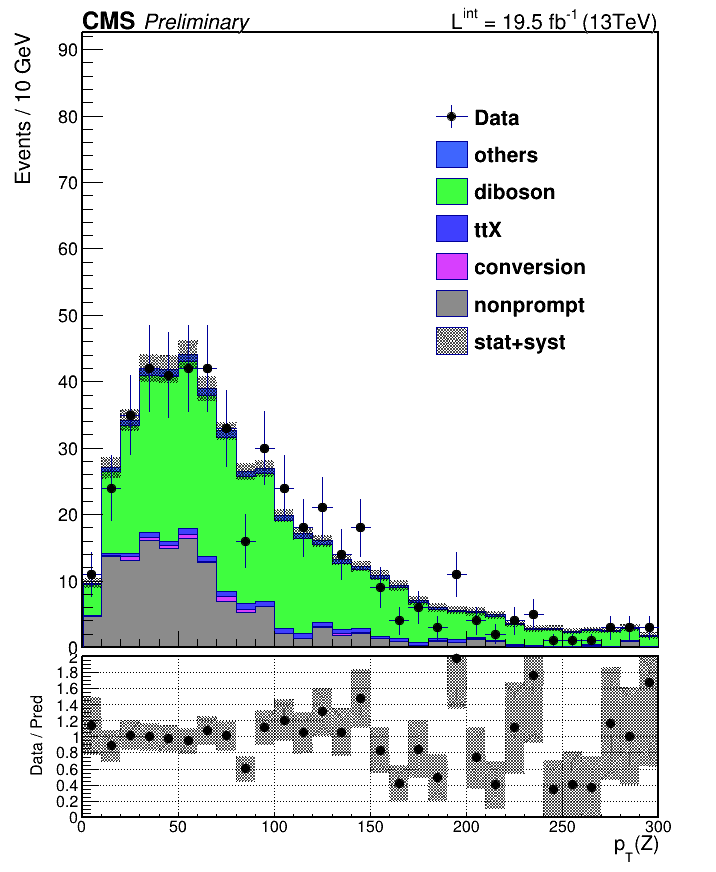 CMS Preliminary
L^int = 19.5 fb^-1 (13TeV)
Events / 10 GeV
90
80
70
60
50
40
30
20
10
0
Data
others
diboson
ttX
conversion
nonprompt
stat+syst
Data / Pred
2
1.8
1.6
1.4
1.2
1
0.8
0.6
0.4
0.2
0
0 50 100 150 200 250 300
p_T(Z)